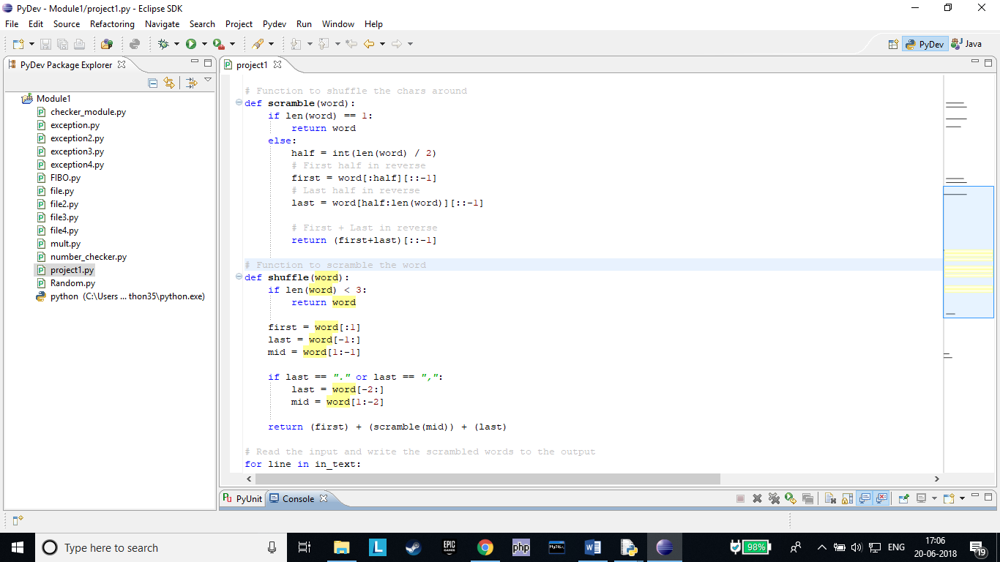 PyDev - Module1/project1.py - Eclipse SDK
File Edit Source Refactoring Navigate Search Project Pydev Run Window Help
PyDev Java
PyDev Package Explorer
Module1
checker_module.py
exception.py
exception2.py
exception3.py
exception4.py
FIBO.py
file.py
file2.py
file3.py
file4.py
mult.py
number_checker.py
project1.py
Random.py
python (C:\Users ... thon35\python.exe)
project1
# Function to shuffle the chars around
def scramble(word):
    if len(word) == 1:
        return word
    else:
        half = int(len(word) / 2)
        # First half in reverse
        first = word[:half][::-1]
        # Last half in reverse
        last = word[half:len(word)][::-1]
        # First + Last in reverse
        return (first+last)[::-1]
# Function to scramble the word
def shuffle(word):
    if len(word) < 3:
        return word
    first = word[:1]
    last = word[-1:]
    mid = word[1:-1]
    if last == "." or last == ",":
        last = word[-2:]
        mid = word[1:-2]
    return (first) + (scramble(mid)) + (last)
# Read the input and write the scrambled words to the output
for line in in_text:
PyUnit Console
Type here to search
L
EPIC GAMES
php
MySQL
W
98%
ENG
17:06
20-06-2018
19